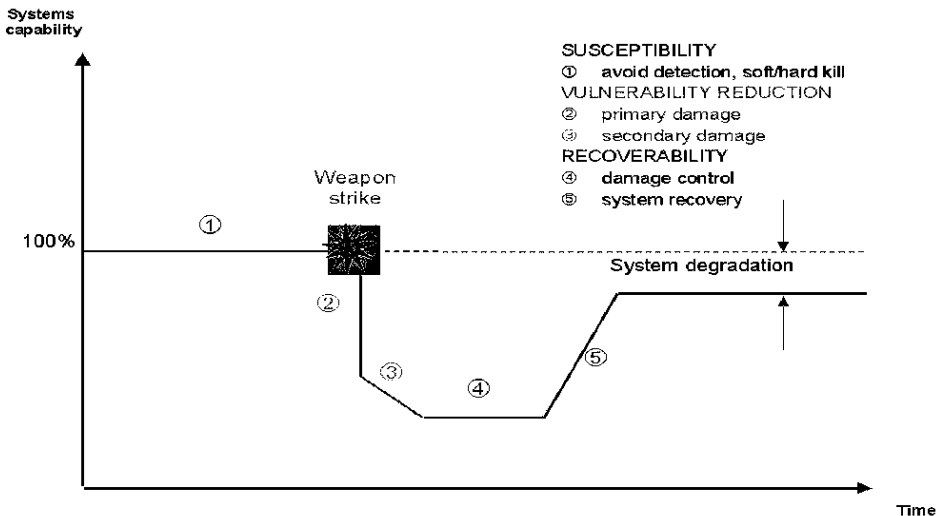 Systems
capability
SUSCEPTIBILITY
① avoid detection, soft/hard kill
VULNERABILITY REDUCTION
② primary damage
③ secondary damage
RECOVERABILITY
④ damage control
⑤ system recovery
Weapon
strike
①
100%
System degradation
②
③
④
⑤
Time